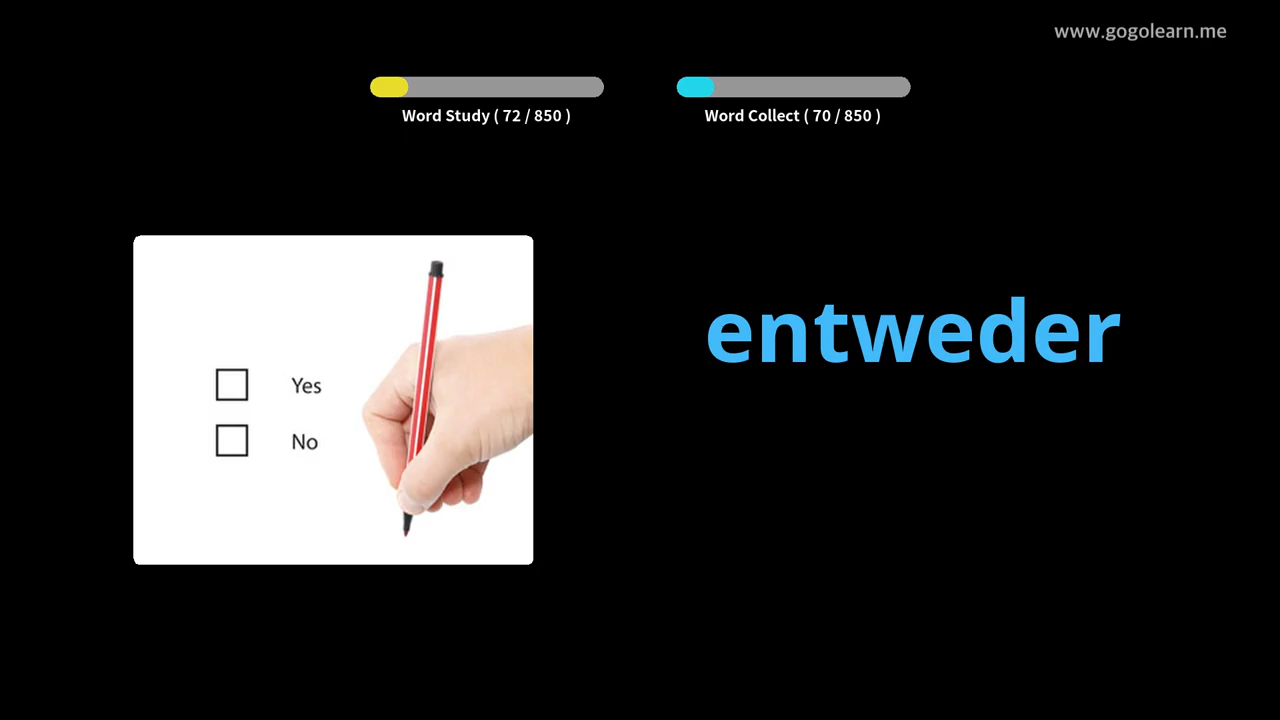 www.gogolearn.me
Word Study ( 72 / 850 )
Word Collect ( 70 / 850 )
entweder
Yes
No